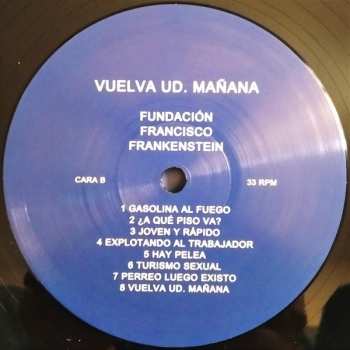 VUELVA UD. MAÑANA
FUNDACIÓN
FRANCISCO
FRANKENSTEIN
CARA B
33 RPM
1 GASOLINA AL FUEGO
2 ¿A QUÉ PISO VA?
3 JOVEN Y RÁPIDO
4 EXPLOTANDO AL TRABAJADOR
5 HAY PELEA
6 TURISMO SEXUAL
7 PERREO LUEGO EXISTO
8 VUELVA UD. MAÑANA